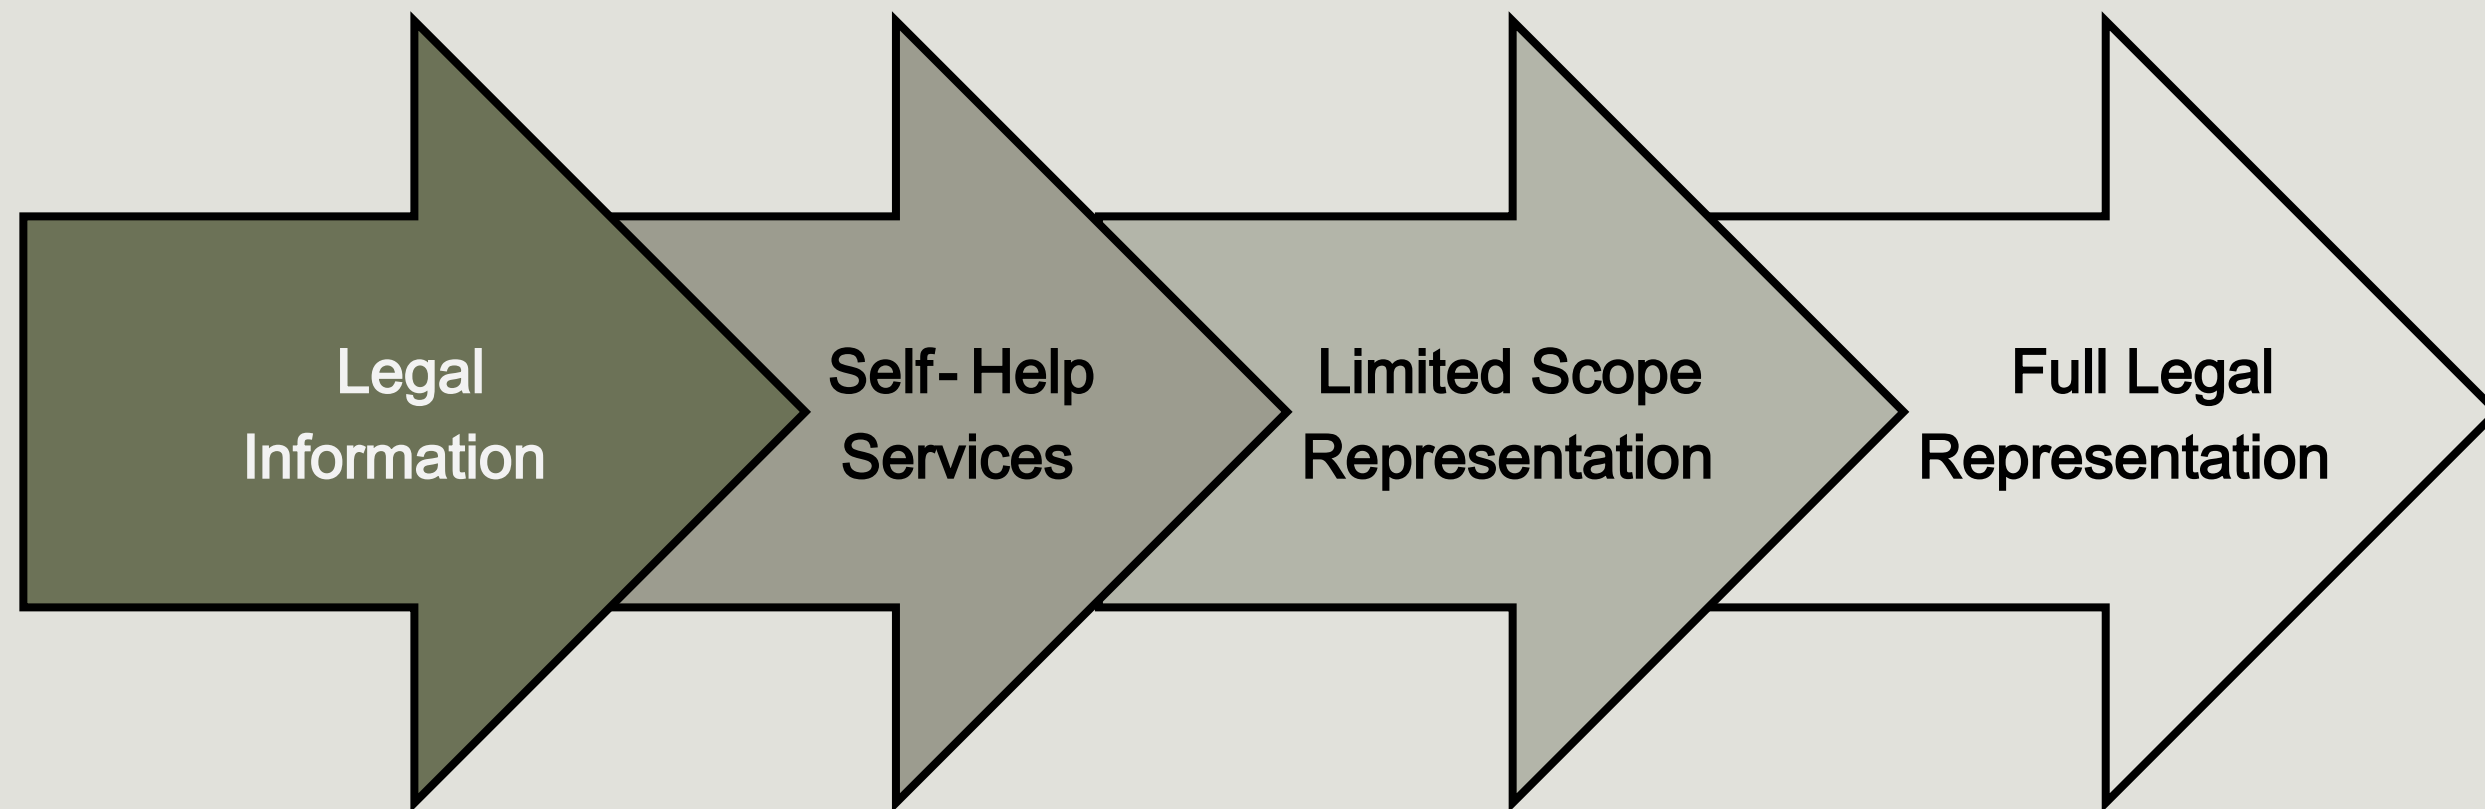 Legal
Information
Self- Help
Services
Limited Scope
Representation
Full Legal
Representation